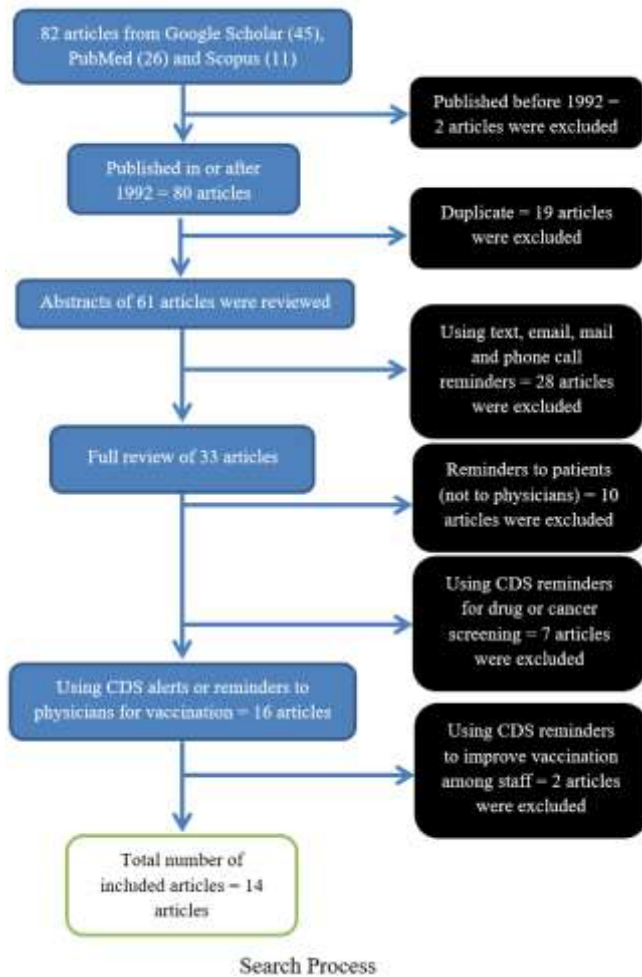 82 articles from Google Scholar (45),
PubMed (26) and Scopus (11)
Published before 1992 =
2 articles were excluded
Published in or after
1992 = 80 articles
Duplicate = 19 articles
were excluded
Abstracts of 61 articles were reviewed
Using text, email, mail
and phone call
reminders = 28 articles
were excluded
Full review of 33 articles
Reminders to patients
(not to physicians) = 10
articles were excluded
Using CDS reminders
for drug or cancer
screening = 7 articles
were excluded
Using CDS alerts or reminders to
physicians for vaccination = 16 articles
Using CDS reminders
to improve vaccination
among staff = 2 articles
were excluded
Total number of
included articles = 14
articles
Search Process